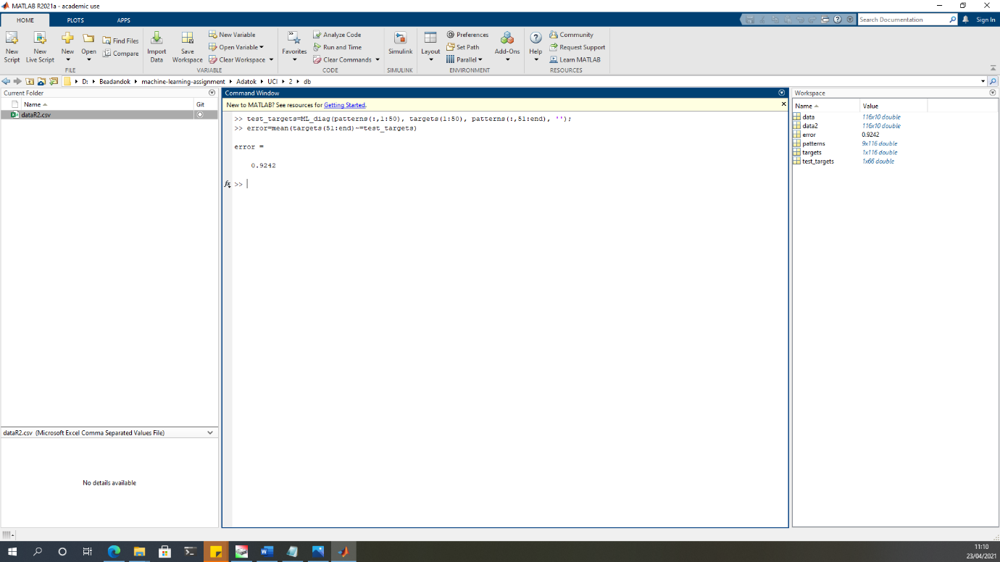 MATLAB R2021a - academic use
HOME PLOTS APPS
Search Documentation
Sign In
New Script
New Live Script
New
Open
Find Files
Compare
Import Data
Save Workspace
New Variable
Open Variable
Clear Workspace
Favorites
Analyze Code
Run and Time
Clear Commands
Simulink
Layout
Preferences
Set Path
Parallel
Add-Ons
Help
Community
Request Support
Learn MATLAB
FILE VARIABLE CODE SIMULINK ENVIRONMENT RESOURCES
D: Beadandok machine-learning-assignment Adatok UCI 2 db
Current Folder
Name Git
dataR2.csv
dataR2.csv (Microsoft Excel Comma Separated Values File)
No details available
Command Window
New to MATLAB? See resources for Getting Started.
>> test_targets=ML_diag(patterns(:,1:50), targets(1:50), patterns(:,51:end), '');
>> error=mean(targets(51:end)~=test_targets)
error =
0.9242
fx >>
Workspace
Name Value
data 116x10 double
data2 116x10 double
error 0.9242
patterns 9x116 double
targets 1x116 double
test_targets 1x66 double
11:10
23/04/2021